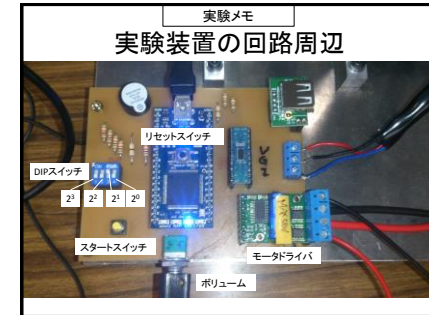 実験メモ
実験装置の回路周辺
リセットスイッチ
DIPスイッチ
2³ 2² 2¹ 2⁰
スタートスイッチ
モータドライバ
ボリューム